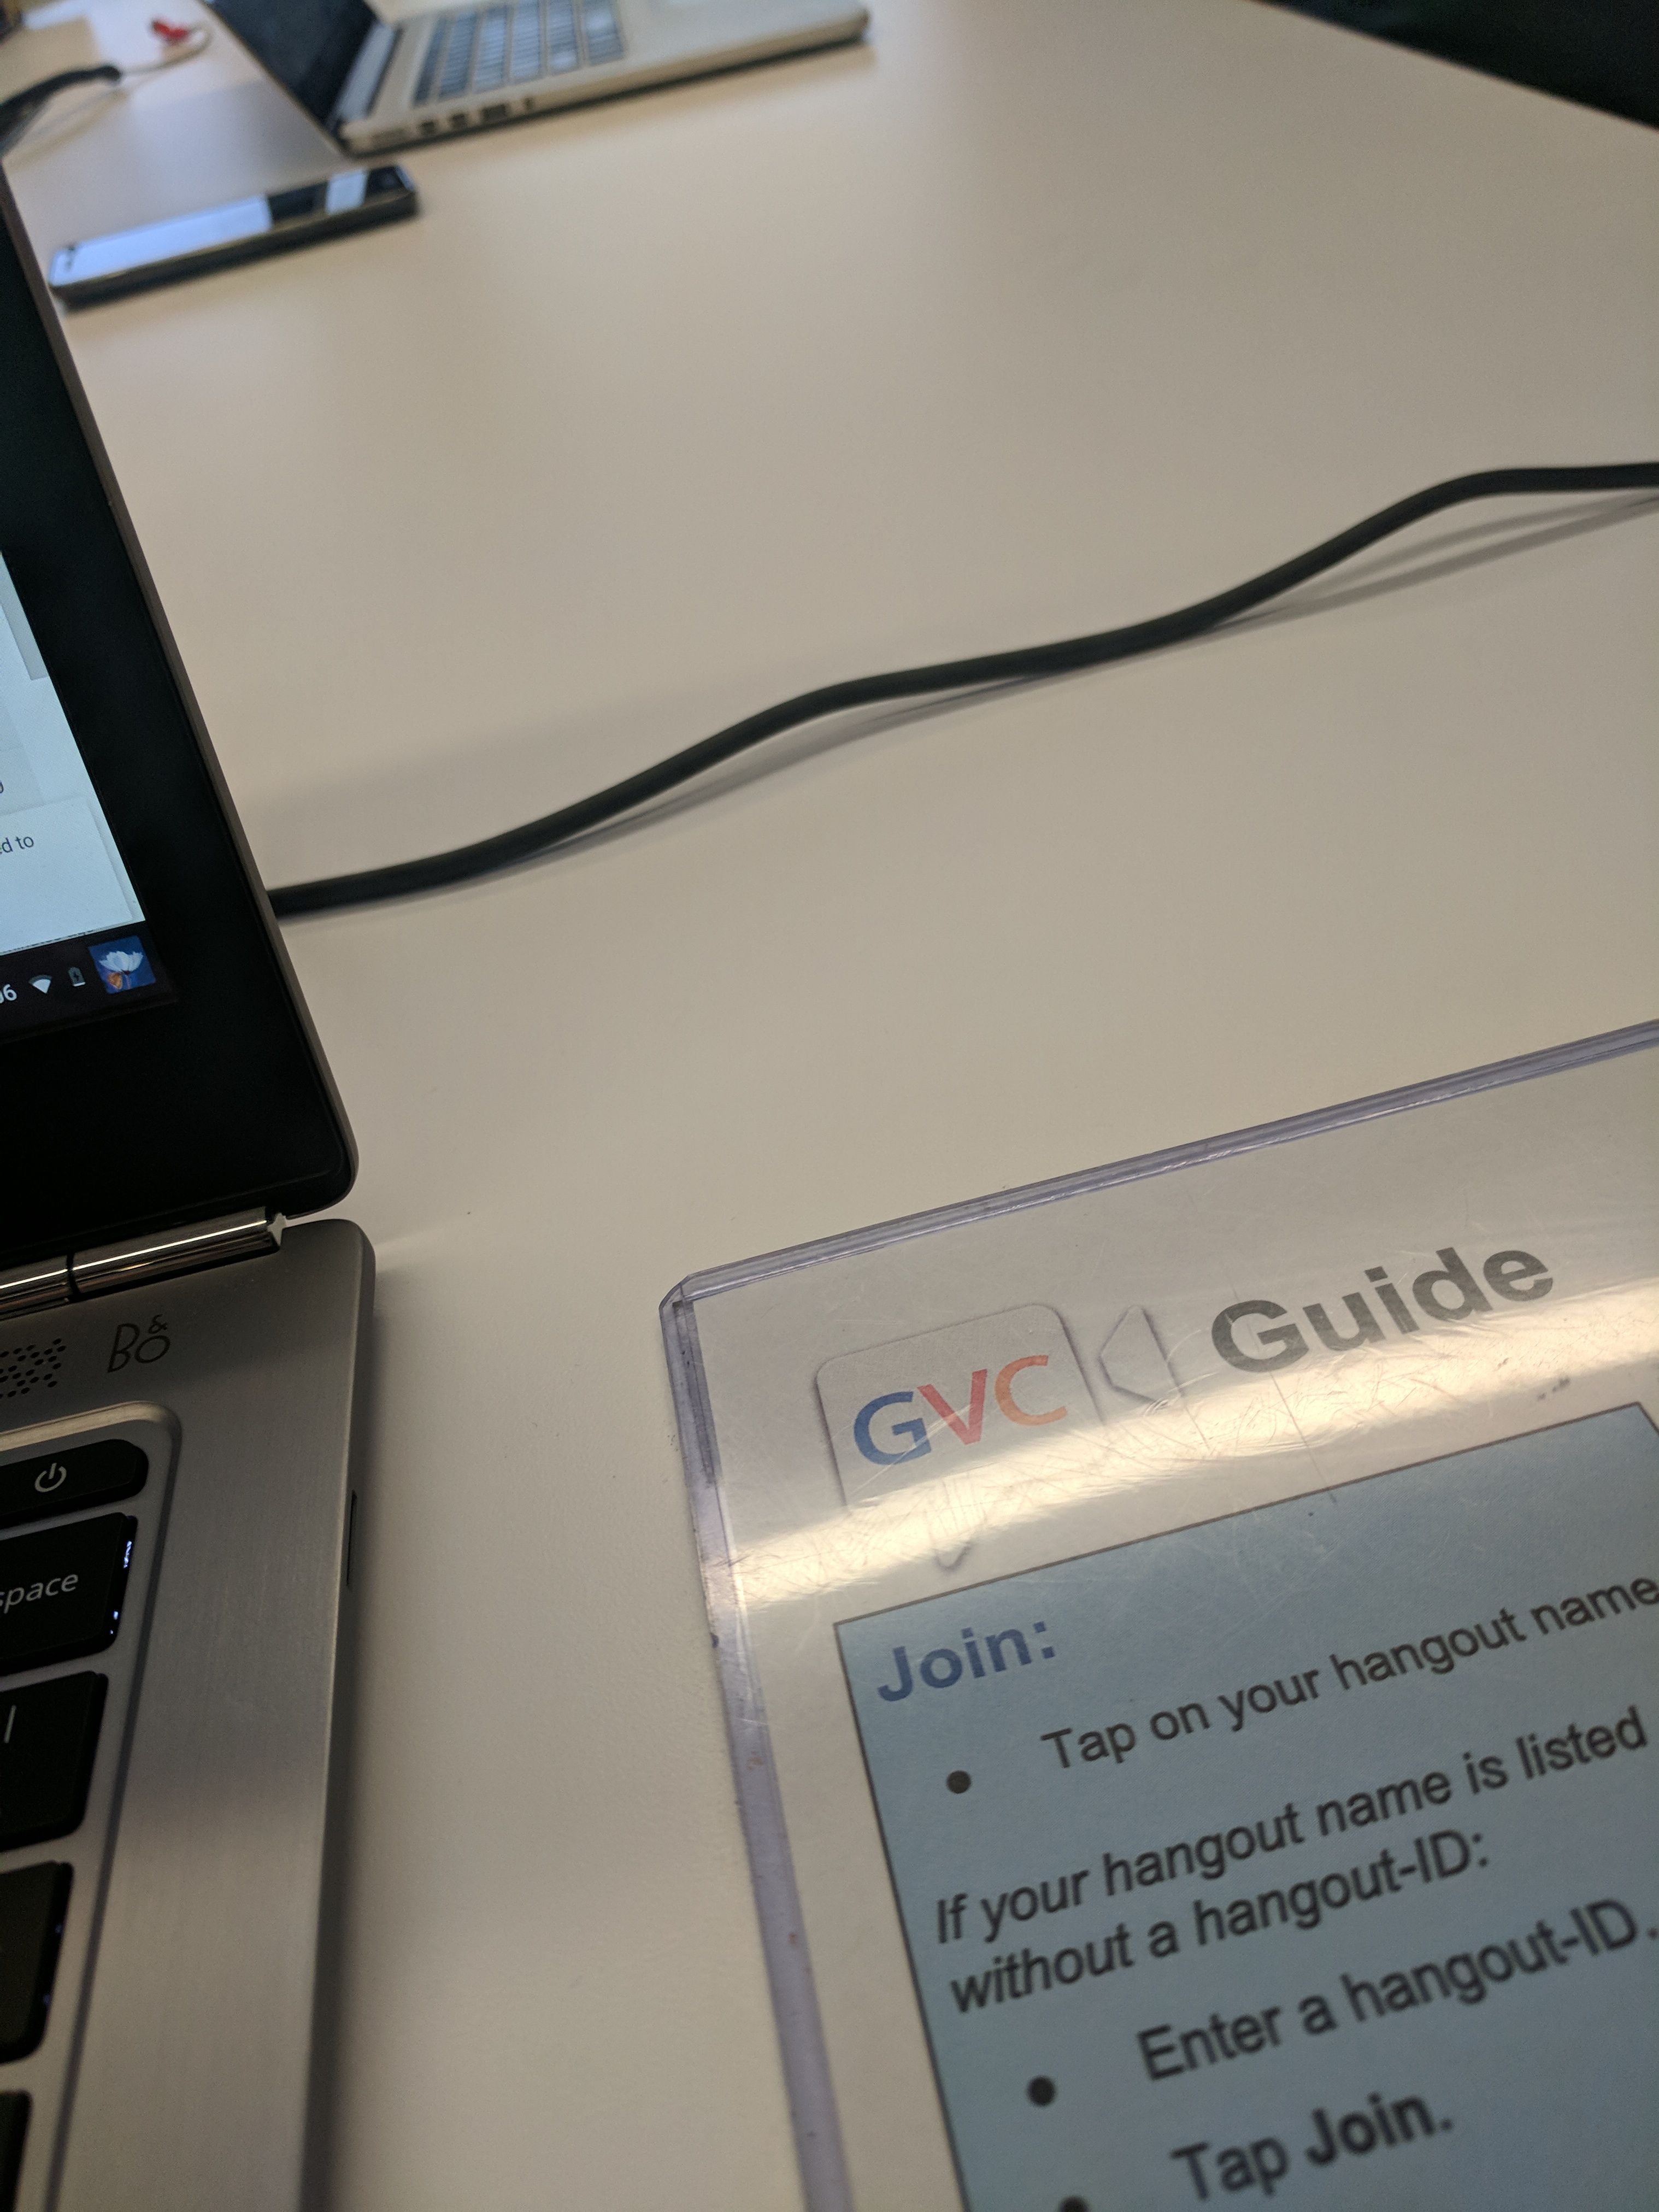 ed to
06
B&O
space
GVC Guide
Join:
• Tap on your hangout name
If your hangout name is listed
without a hangout-ID:
• Enter a hangout-ID.
• Tap Join.